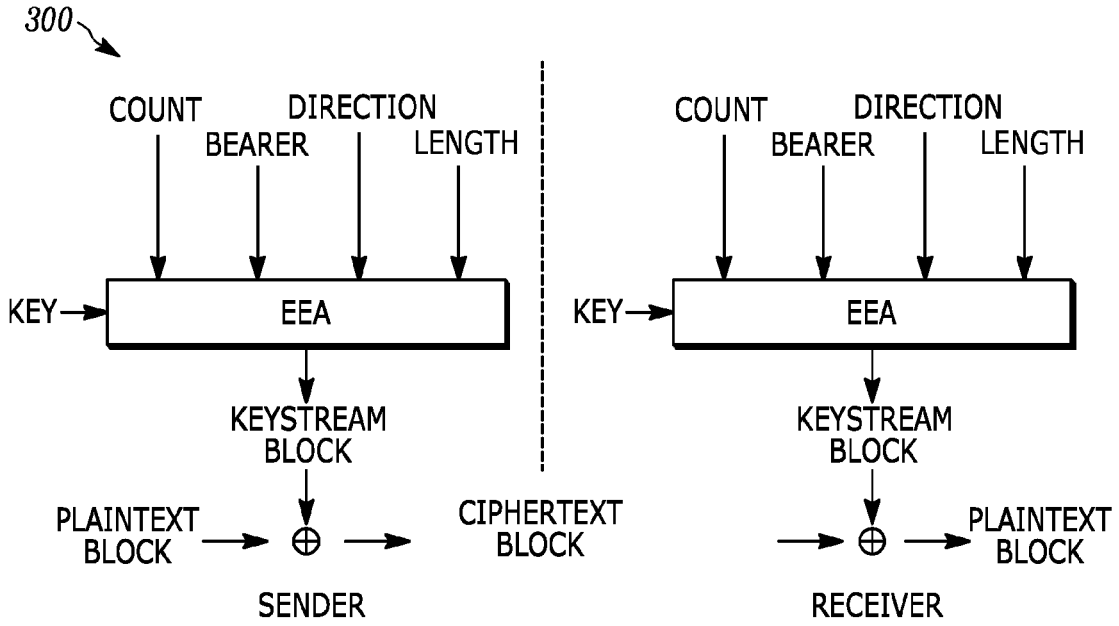 300
COUNT
DIRECTION
BEARER
LENGTH
KEY
EEA
KEYSTREAM
BLOCK
PLAINTEXT
BLOCK
CIPHERTEXT
BLOCK
SENDER
COUNT
DIRECTION
BEARER
LENGTH
KEY
EEA
KEYSTREAM
BLOCK
PLAINTEXT
BLOCK
RECEIVER